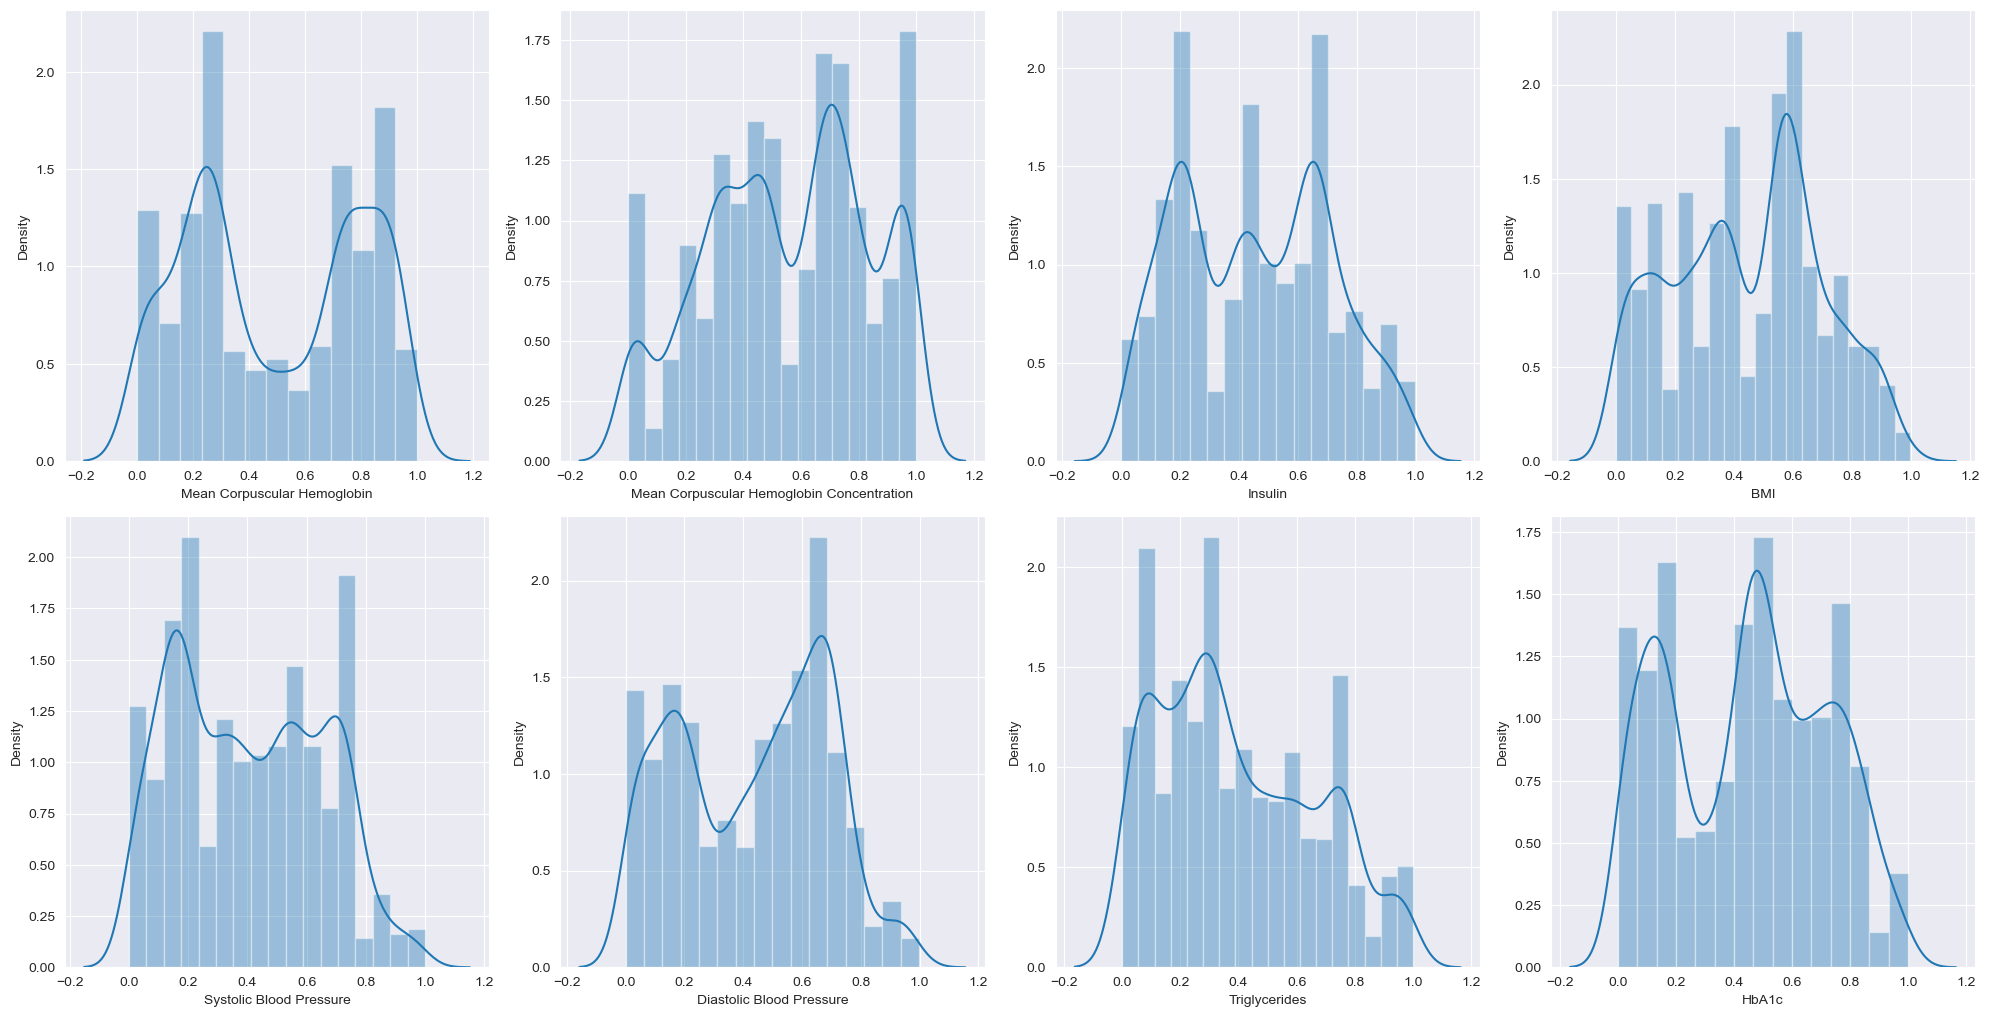 2.0
1.5
1.0
0.5
0.0
Density
−0.2 0.0 0.2 0.4 0.6 0.8 1.0 1.2
Mean Corpuscular Hemoglobin
1.75
1.50
1.25
1.00
0.75
0.50
0.25
0.00
Density
−0.2 0.0 0.2 0.4 0.6 0.8 1.0 1.2
Mean Corpuscular Hemoglobin Concentration
2.0
1.5
1.0
0.5
0.0
Density
−0.2 0.0 0.2 0.4 0.6 0.8 1.0 1.2
Insulin
2.0
1.5
1.0
0.5
0.0
Density
−0.2 0.0 0.2 0.4 0.6 0.8 1.0 1.2
BMI
2.00
1.75
1.50
1.25
1.00
0.75
0.50
0.25
0.00
Density
−0.2 0.0 0.2 0.4 0.6 0.8 1.0 1.2
Systolic Blood Pressure
2.0
1.5
1.0
0.5
0.0
Density
−0.2 0.0 0.2 0.4 0.6 0.8 1.0 1.2
Diastolic Blood Pressure
2.0
1.5
1.0
0.5
0.0
Density
−0.2 0.0 0.2 0.4 0.6 0.8 1.0 1.2
Triglycerides
1.75
1.50
1.25
1.00
0.75
0.50
0.25
0.00
Density
−0.2 0.0 0.2 0.4 0.6 0.8 1.0 1.2
HbA1c